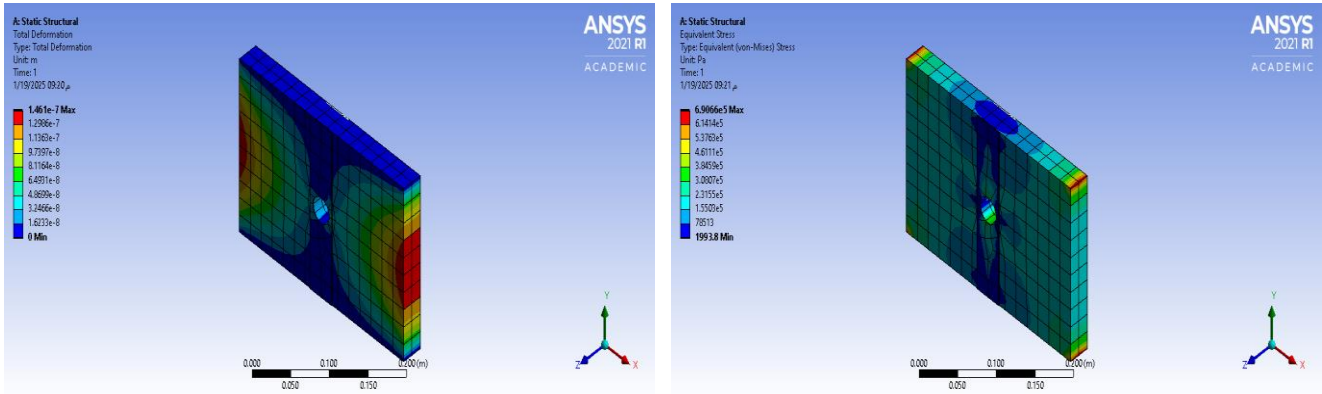 A: Static Structural
Total Deformation
Type: Total Deformation
Unit: m
Time: 1
1/19/2025 09:20 م
1.461e-7 Max
1.2986e-7
1.1363e-7
9.7397e-8
8.1164e-8
6.4931e-8
4.8699e-8
3.2466e-8
1.6233e-8
0 Min
ANSYS
2021 R1
ACADEMIC
0.000
0.100
0.200 (m)
0.050
0.150
Y
Z
X
A: Static Structural
Equivalent Stress
Type: Equivalent (von-Mises) Stress
Unit: Pa
Time: 1
1/19/2025 09:21 م
6.9066e5 Max
6.1414e5
5.3763e5
4.6111e5
3.8459e5
3.0807e5
2.3155e5
1.5503e5
78513
1993.8 Min
ANSYS
2021 R1
ACADEMIC
0.000
0.100
0.200 (m)
0.050
0.150
Y
Z
X